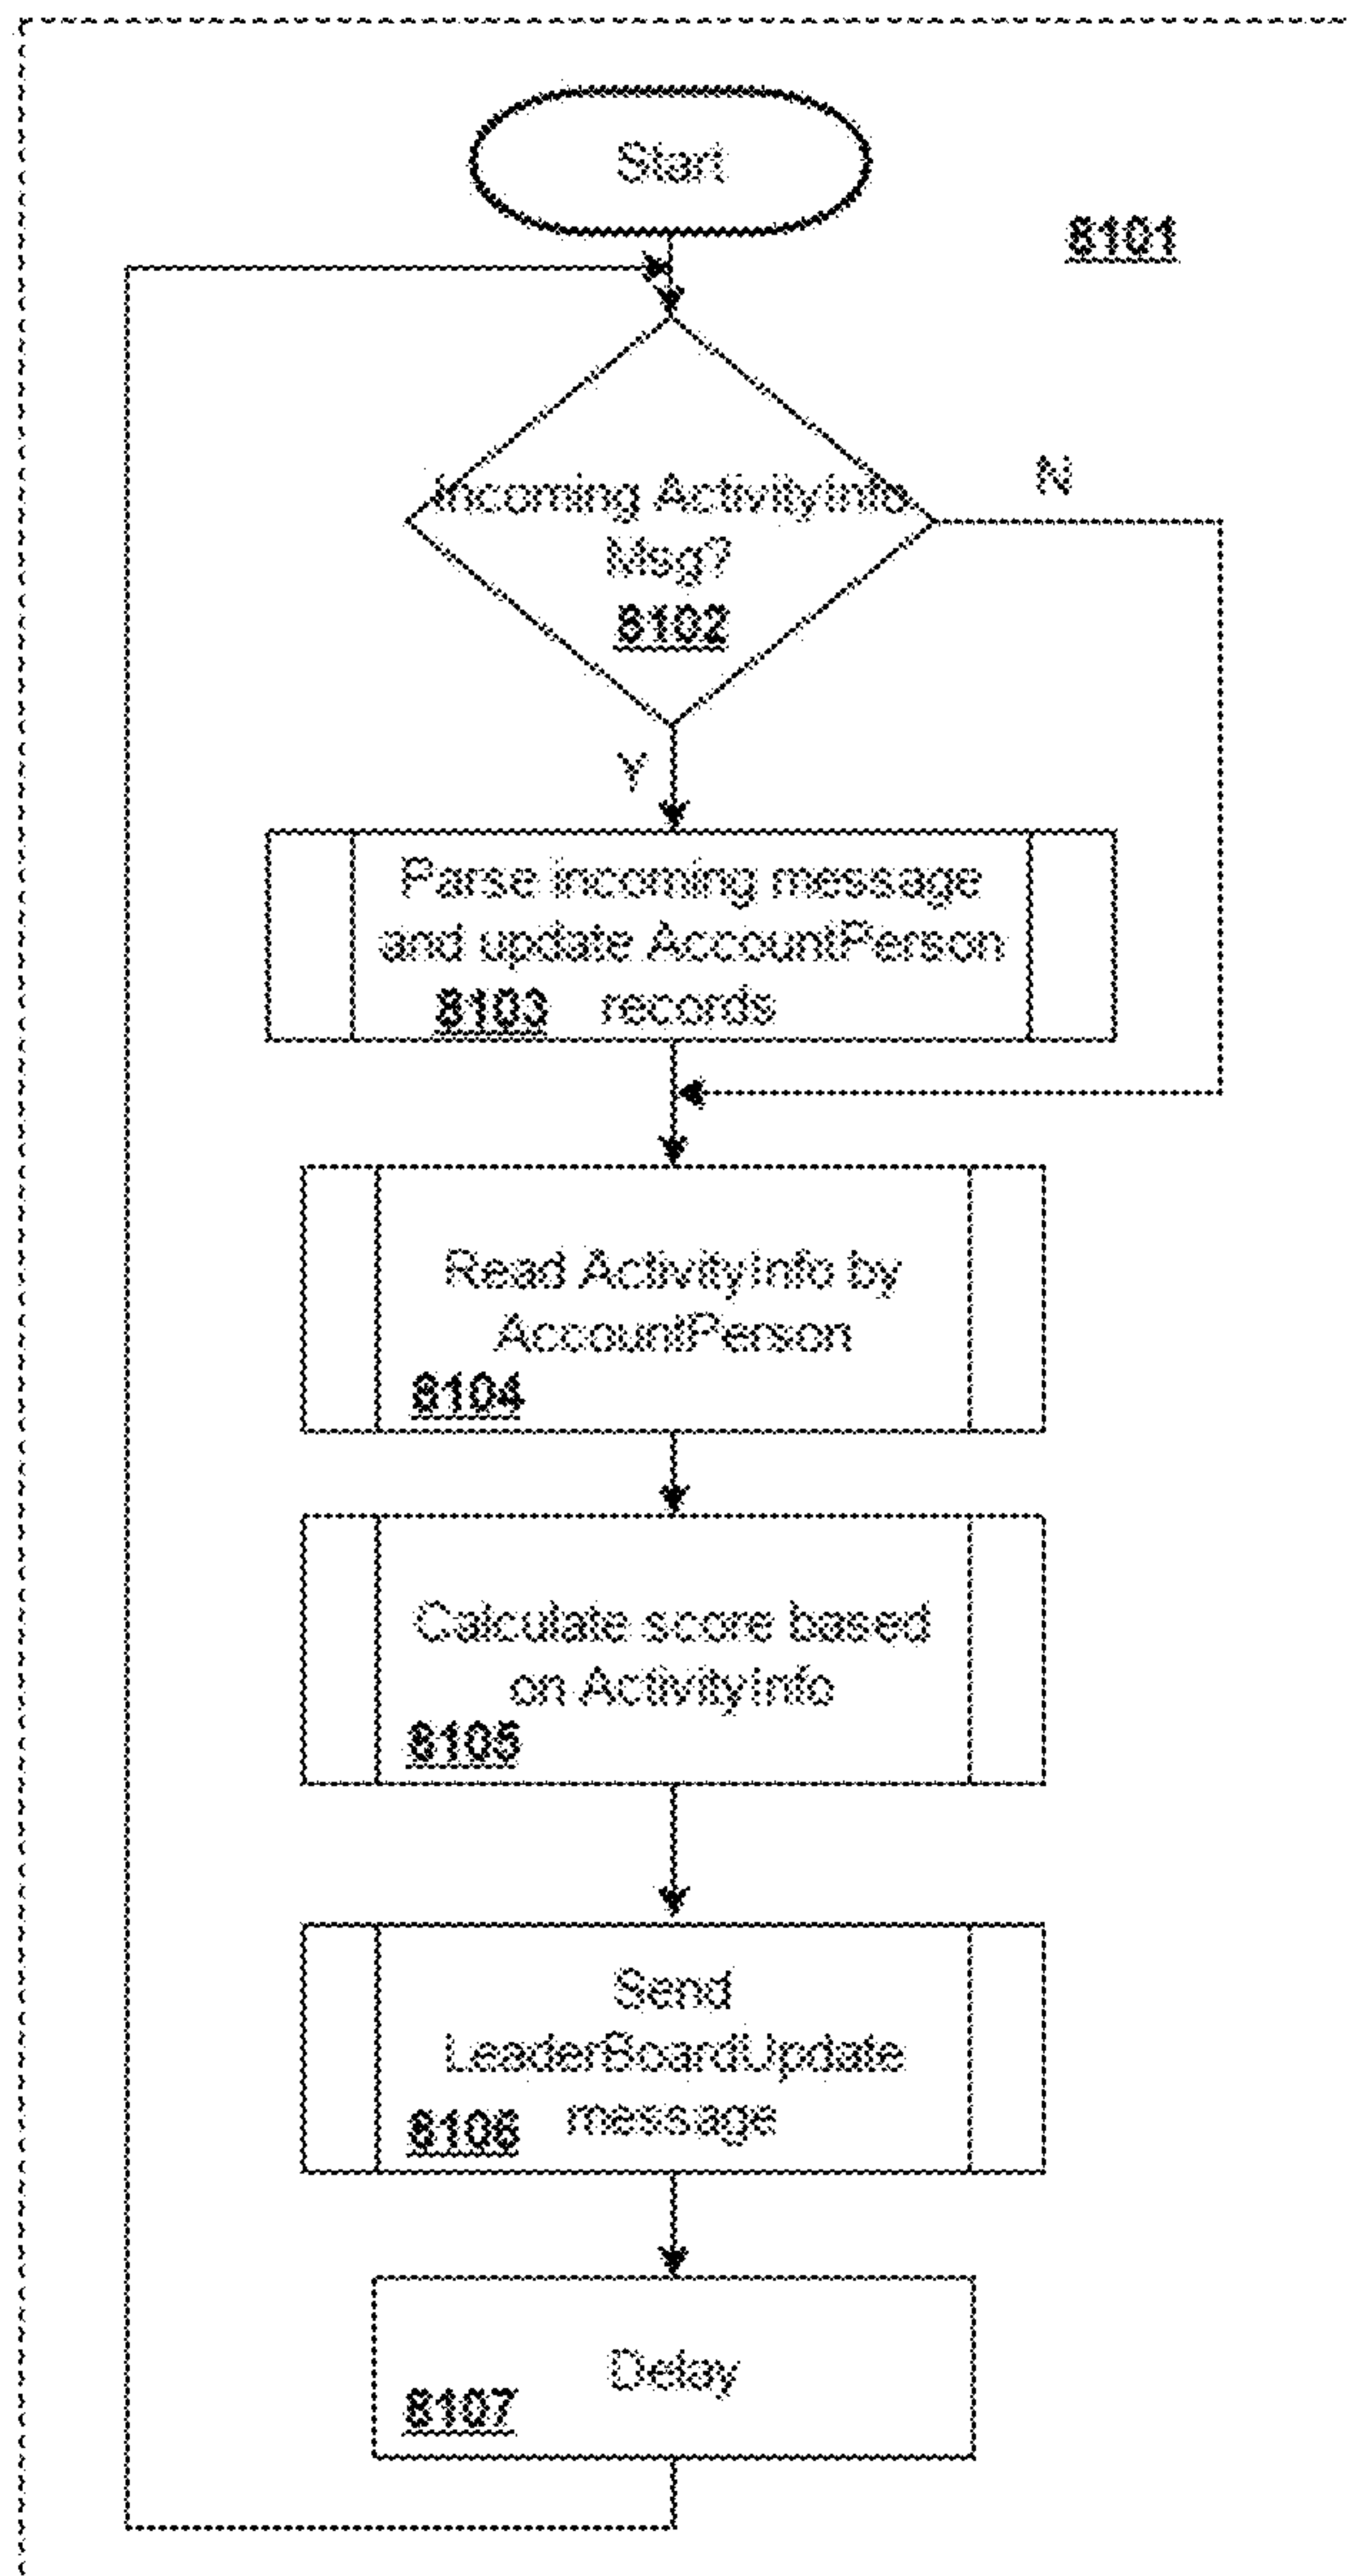 Start
8101
Incoming ActivityInfo
Msg?
8102
N
Y
Parse incoming message
and update AccountPerson
8103 records
Read ActivityInfo by
AccountPerson
8104
Calculate score based
on ActivityInfo
8105
Send
LeaderBoardUpdate
8106 message
Delay
8107